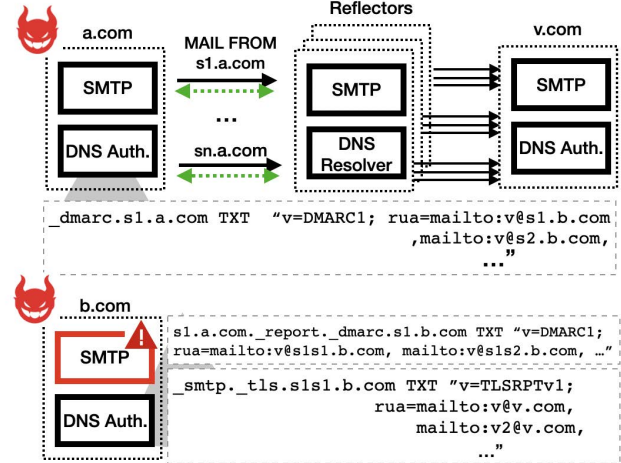 a.com
MAIL FROM
s1.a.com
...
sn.a.com
SMTP
DNS Auth.
Reflectors
SMTP
DNS
Resolver
v.com
SMTP
DNS Auth.
_dmarc.s1.a.com TXT “v=DMARC1; rua=mailto:v@s1.b.com
,mailto:v@s2.b.com,
...”
b.com
SMTP
!
DNS Auth.
s1.a.com._report._dmarc.s1.b.com TXT “v=DMARC1;
rua=mailto:v@s1s1.b.com, mailto:v@s1s2.b.com, …”
_smtp._tls.s1s1.b.com TXT ”v=TLSRPTv1;
rua=mailto:v@v.com,
mailto:v2@v.com,
...”